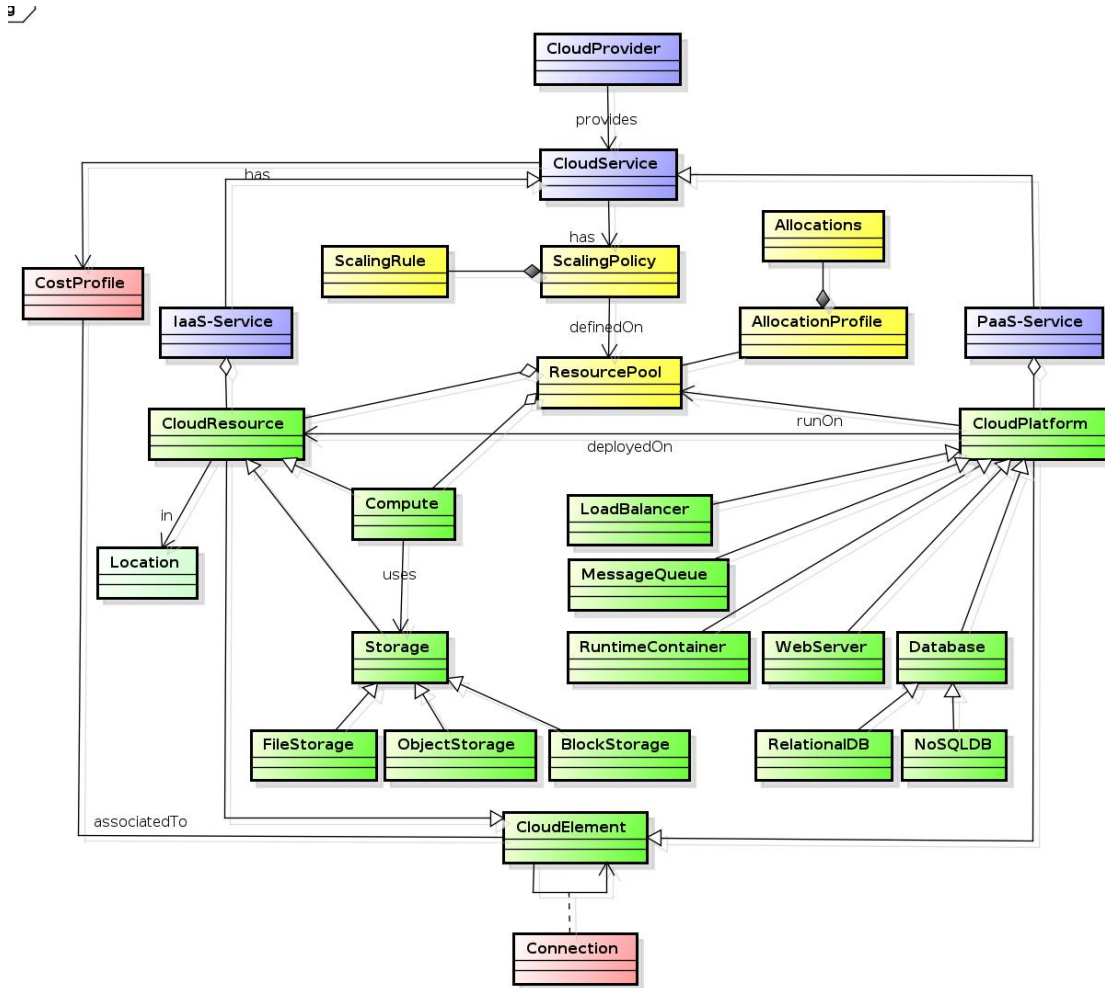 g
CloudProvider
provides
CloudService
has
has
Allocations
ScalingRule
ScalingPolicy
CostProfile
IaaS-Service
definedOn
AllocationProfile
PaaS-Service
ResourcePool
CloudResource
runOn
CloudPlatform
deployedOn
Compute
LoadBalancer
in
Location
uses
MessageQueue
Storage
RuntimeContainer
WebServer
Database
FileStorage
ObjectStorage
BlockStorage
RelationalDB
NoSQLDB
associatedTo
CloudElement
Connection